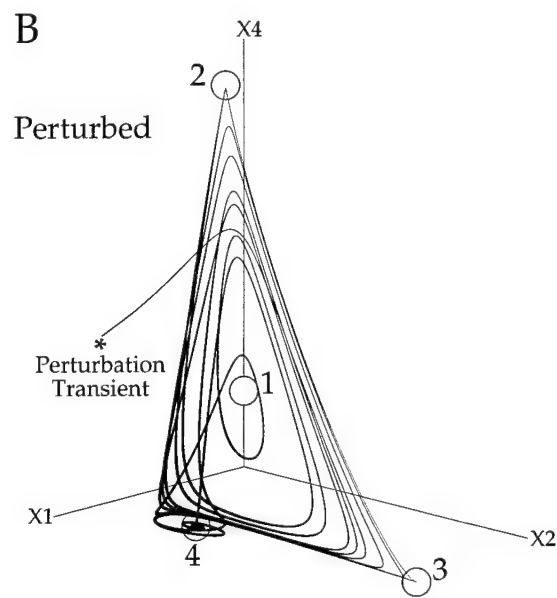 B
X4
2
Perturbed
*
Perturbation
Transient
1
X1
X2
4
3